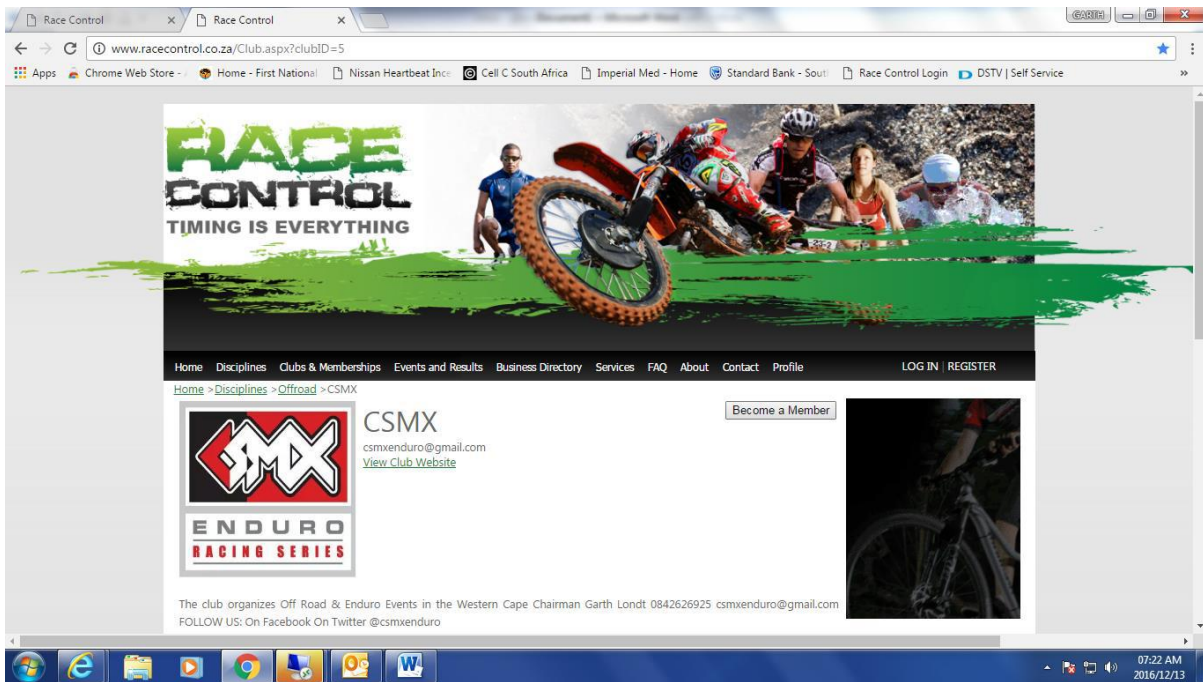 Race Control
Race Control
GARTH
www.racecontrol.co.za/Club.aspx?clubID=5
Apps Chrome Web Store - Home - First National Nissan Heartbeat Ince Cell C South Africa Imperial Med - Home Standard Bank - Sout Race Control Login DSTV | Self Service »
RACE
CONTROL
TIMING IS EVERYTHING
Home Disciplines Clubs & Memberships Events and Results Business Directory Services FAQ About Contact Profile LOG IN | REGISTER
Home >Disciplines >Offroad >CSMX
CSMX
ENDURO
RACING SERIES
CSMX
csmxenduro@gmail.com
View Club Website
Become a Member
The club organizes Off Road & Enduro Events in the Western Cape Chairman Garth Londt 0842626925 csmxenduro@gmail.com
FOLLOW US: On Facebook On Twitter @csmxenduro
07:22 AM
2016/12/13